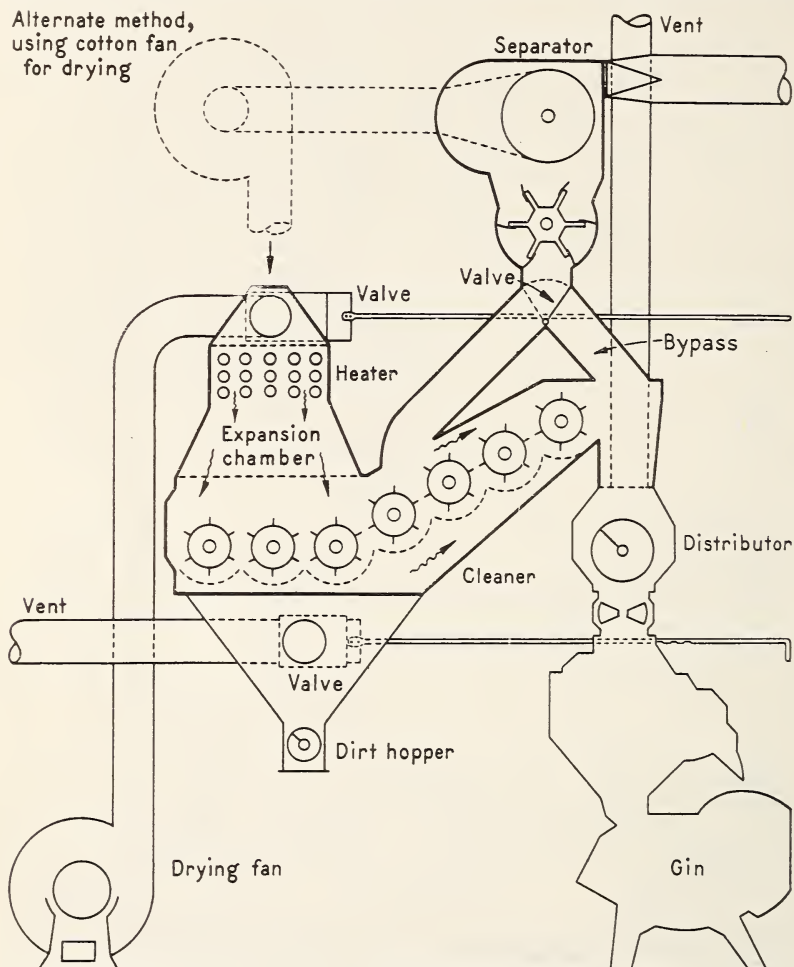 Alternate method,
using cotton fan
for drying
Separator
Vent
Valve
Valve
Bypass
Heater
Expansion
chamber
Distributor
Cleaner
Vent
Valve
Dirt hopper
Drying fan
Gin